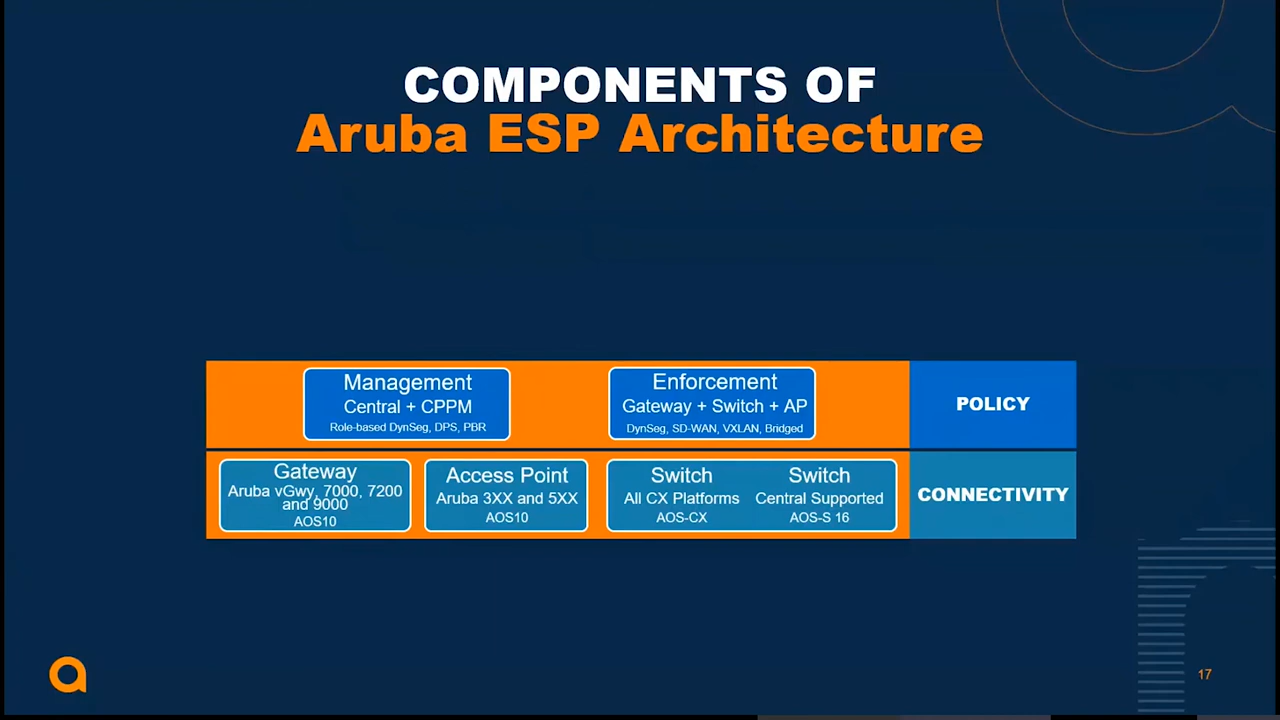 COMPONENTS OF
Aruba ESP Architecture
Management
Central + CPPM
Role-based DynSeg, DPS, PBR
Enforcement
Gateway + Switch + AP
DynSeg, SD-WAN, VXLAN, Bridged
POLICY
Gateway
Aruba vGwy, 7000, 7200
and 9000
AOS10
Access Point
Aruba 3XX and 5XX
AOS10
Switch
All CX Platforms
AOS-CX
Switch
Central Supported
AOS-S 16
CONNECTIVITY
17